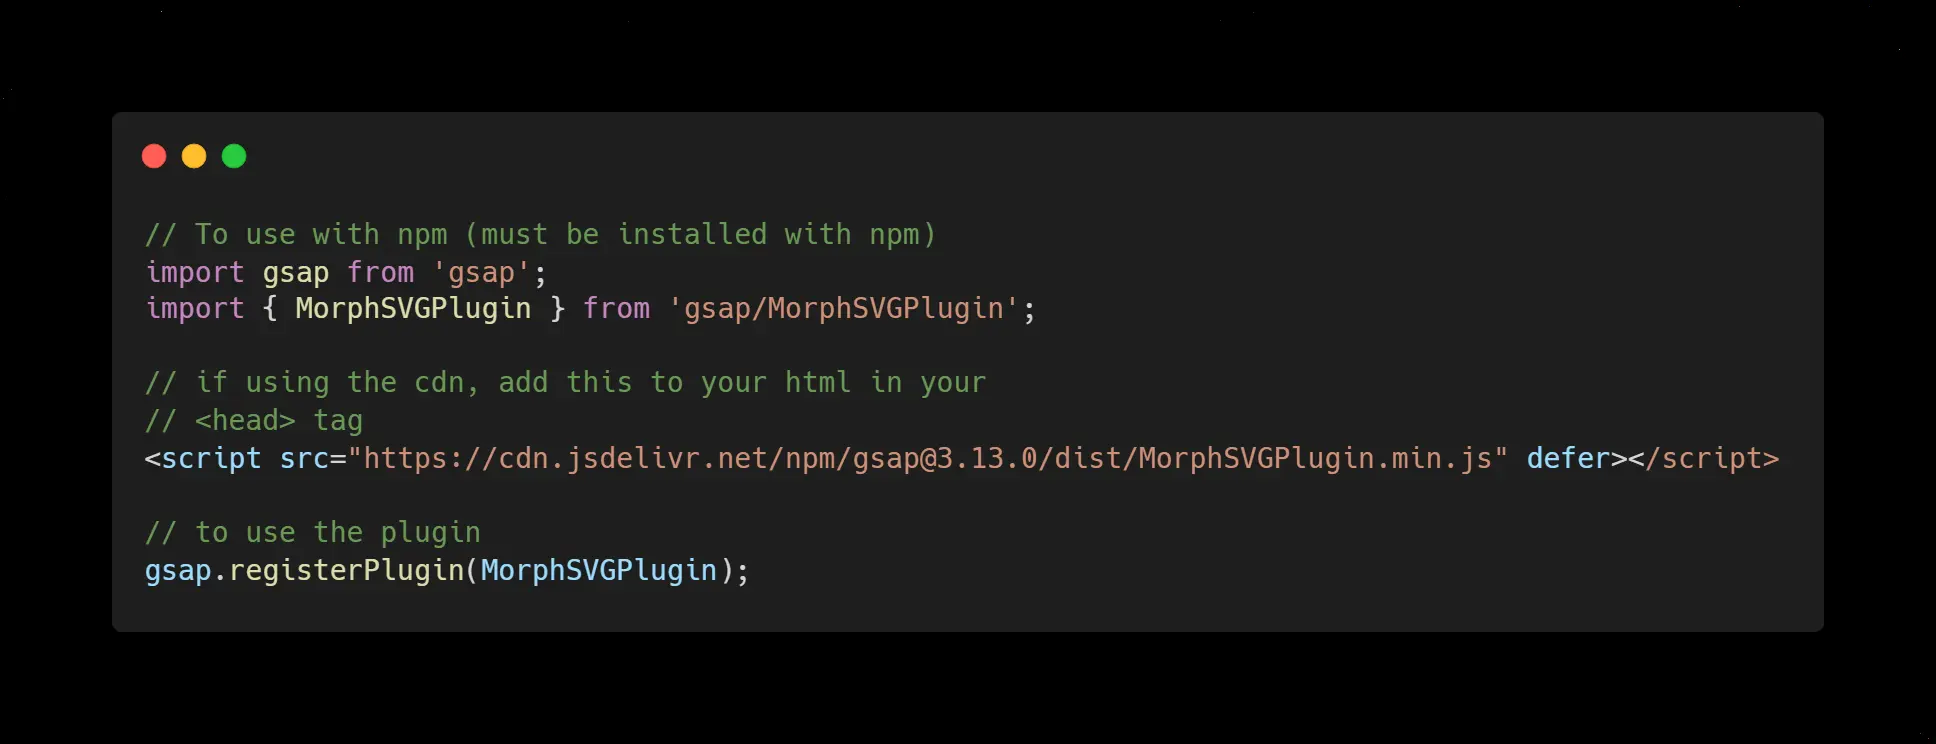 // To use with npm (must be installed with npm)
import gsap from 'gsap';
import { MorphSVGPlugin } from 'gsap/MorphSVGPlugin';
// if using the cdn, add this to your html in your
// <head> tag
<script src="https://cdn.jsdelivr.net/npm/gsap@3.13.0/dist/MorphSVGPlugin.min.js" defer></script>
// to use the plugin
gsap.registerPlugin(MorphSVGPlugin);